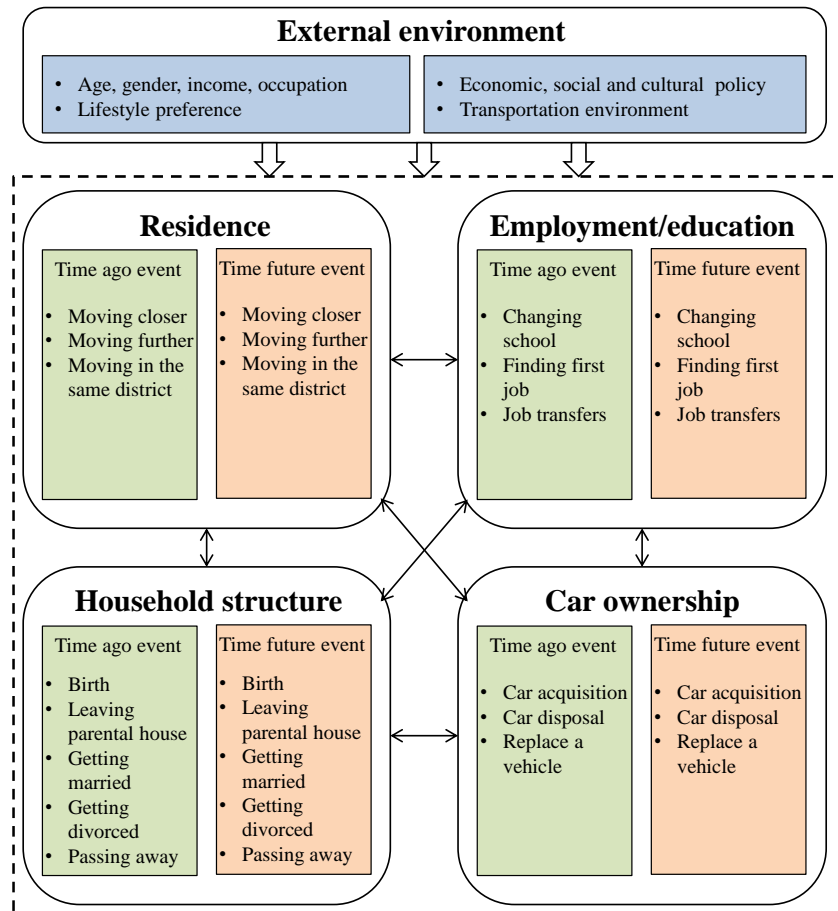 External environment
• Age, gender, income, occupation
• Lifestyle preference
• Economic, social and cultural policy
• Transportation environment
Residence
Time ago event
• Moving closer
• Moving further
• Moving in the
same district
Time future event
• Moving closer
• Moving further
• Moving in the
same district
Employment/education
Time ago event
• Changing
school
• Finding first
job
• Job transfers
Time future event
• Changing
school
• Finding first
job
• Job transfers
Household structure
Time ago event
• Birth
• Leaving
parental house
• Getting
married
• Getting
divorced
• Passing away
Time future event
• Birth
• Leaving
parental house
• Getting
married
• Getting
divorced
• Passing away
Car ownership
Time ago event
• Car acquisition
• Car disposal
• Replace a
vehicle
Time future event
• Car acquisition
• Car disposal
• Replace a
vehicle